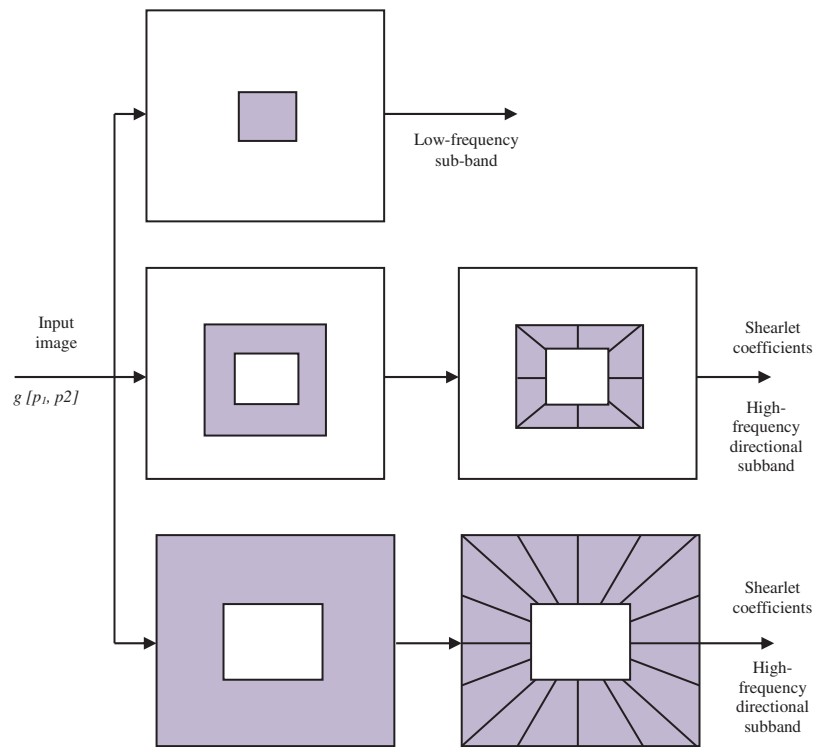 Low-frequency
sub-band
Input
image
g [p₁, p2]
Shearlet
coefficients
High-
frequency
directional
subband
Shearlet
coefficients
High-
frequency
directional
subband